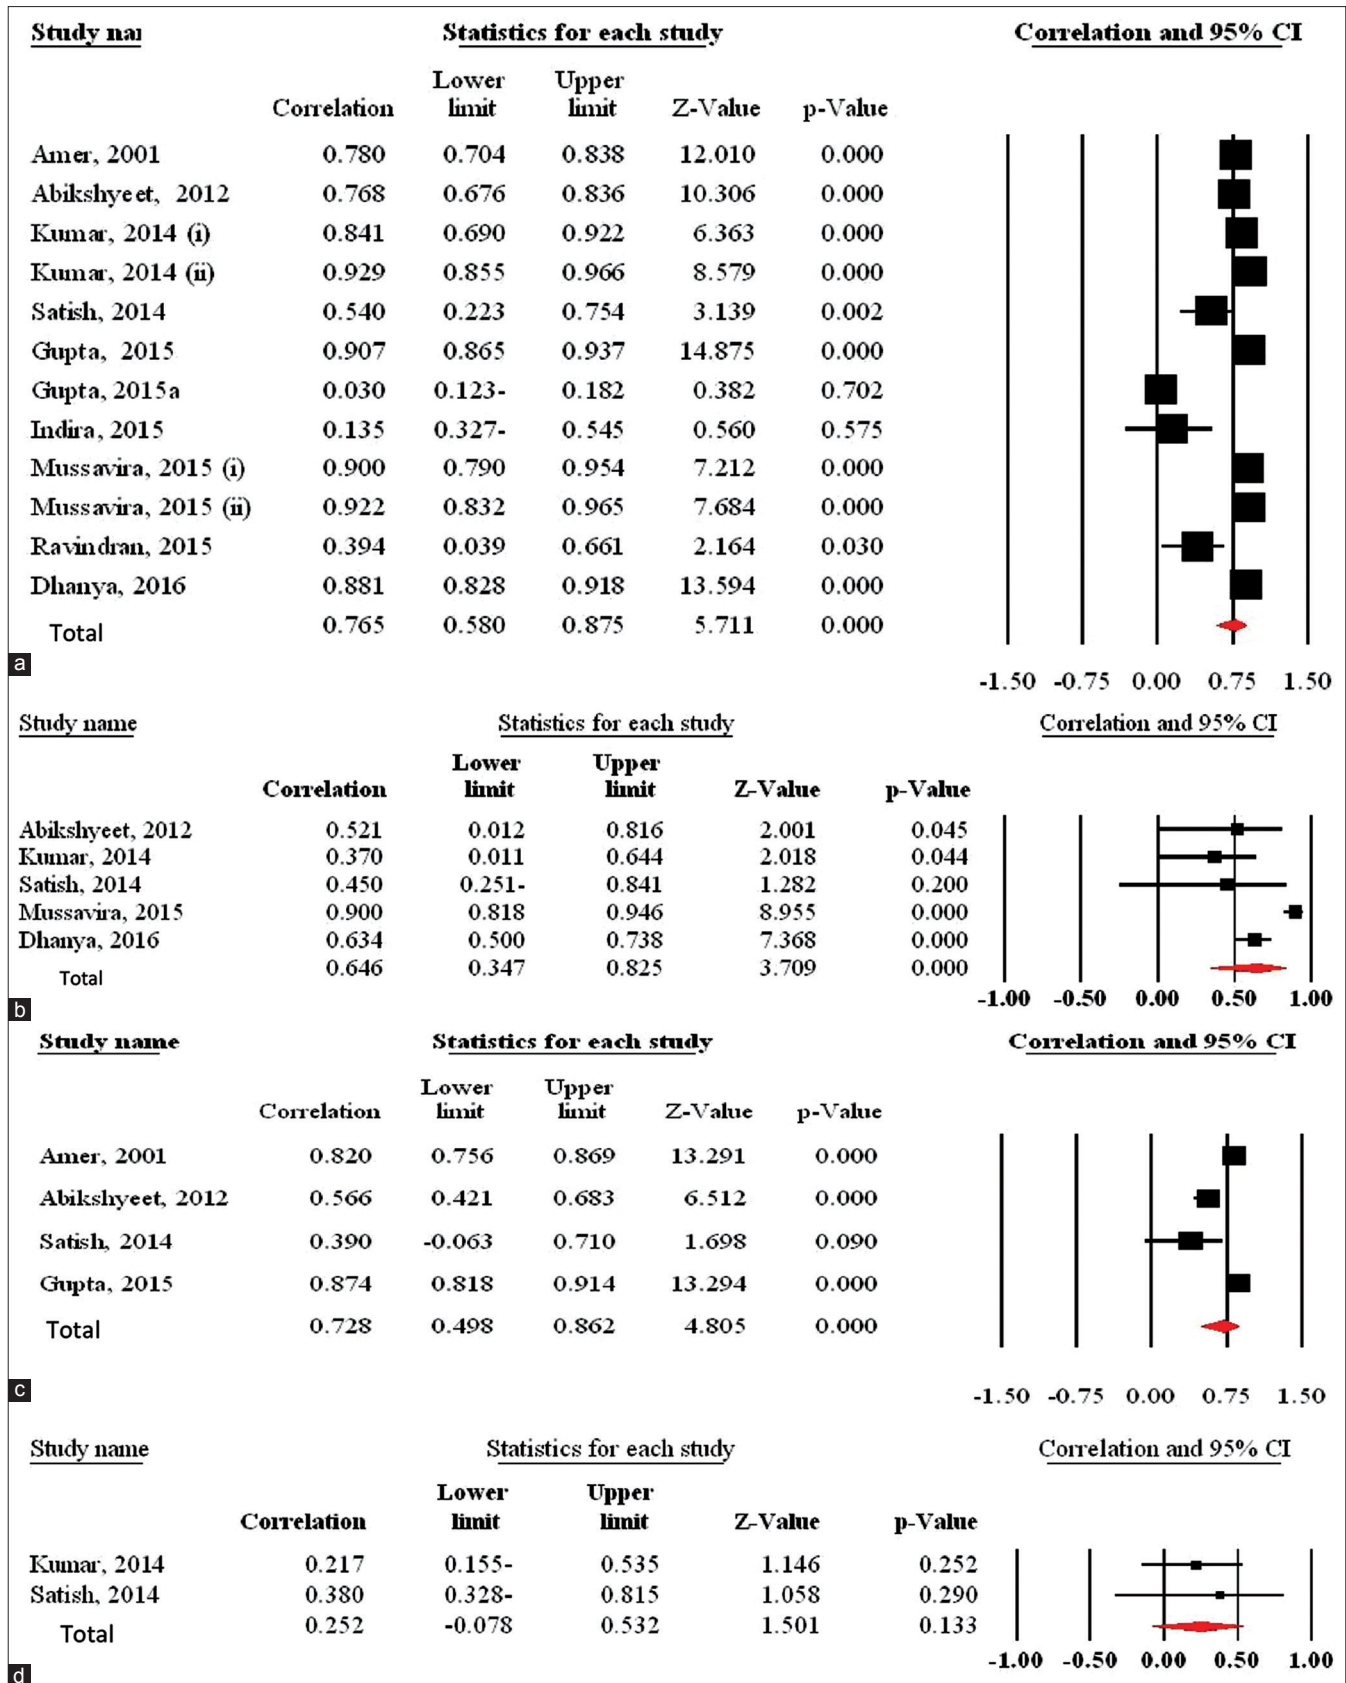 Study nar Statistics for each study Correlation and 95% CI
Lower Upper
Correlation limit limit Z-Value p-Value
Amer, 2001 0.780 0.704 0.838 12.010 0.000
Abikshyeet, 2012 0.768 0.676 0.836 10.306 0.000
Kumar, 2014 (i) 0.841 0.690 0.922 6.363 0.000
Kumar, 2014 (ii) 0.929 0.855 0.966 8.579 0.000
Satish, 2014 0.540 0.223 0.754 3.139 0.002
Gupta, 2015 0.907 0.865 0.937 14.875 0.000
Gupta, 2015a 0.030 0.123- 0.182 0.382 0.702
Indira, 2015 0.135 0.327- 0.545 0.560 0.575
Mussavira, 2015 (i) 0.900 0.790 0.954 7.212 0.000
Mussavira, 2015 (ii) 0.922 0.832 0.965 7.684 0.000
Ravindran, 2015 0.394 0.039 0.661 2.164 0.030
Dhanya, 2016 0.881 0.828 0.918 13.594 0.000
Total 0.765 0.580 0.875 5.711 0.000
a
-1.50 -0.75 0.00 0.75 1.50
Study name Statistics for each study Correlation and 95% CI
Lower Upper
Correlation limit limit Z-Value p-Value
Abikshyeet, 2012 0.521 0.012 0.816 2.001 0.045
Kumar, 2014 0.370 0.011 0.644 2.018 0.044
Satish, 2014 0.450 0.251- 0.841 1.282 0.200
Mussavira, 2015 0.900 0.818 0.946 8.955 0.000
Dhanya, 2016 0.634 0.500 0.738 7.368 0.000
Total 0.646 0.347 0.825 3.709 0.000
b -1.00 -0.50 0.00 0.50 1.00
Study name Statistics for each study Correlation and 95% CI
Lower Upper
Correlation limit limit Z-Value p-Value
Amer, 2001 0.820 0.756 0.869 13.291 0.000
Abikshyeet, 2012 0.566 0.421 0.683 6.512 0.000
Satish, 2014 0.390 -0.063 0.710 1.698 0.090
Gupta, 2015 0.874 0.818 0.914 13.294 0.000
Total 0.728 0.498 0.862 4.805 0.000
c -1.50 -0.75 0.00 0.75 1.50
Study name Statistics for each study Correlation and 95% CI
Lower Upper
Correlation limit limit Z-Value p-Value
Kumar, 2014 0.217 0.155- 0.535 1.146 0.252
Satish, 2014 0.380 0.328- 0.815 1.058 0.290
Total 0.252 -0.078 0.532 1.501 0.133
d -1.00 -0.50 0.00 0.50 1.00